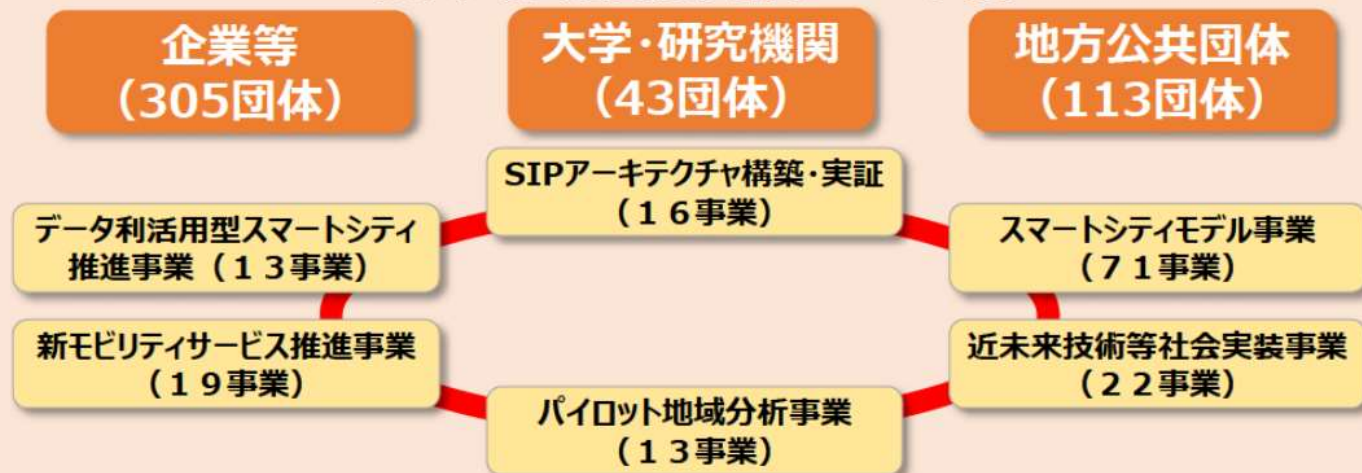 企業等
（305団体）
大学・研究機関
（43団体）
地方公共団体
（113団体）
SIPアーキテクチャ構築・実証
（１６事業）
データ利活用型スマートシティ
推進事業（１３事業）
スマートシティモデル事業
（７１事業）
新モビリティサービス推進事業
（１９事業）
近未来技術等社会実装事業
（２２事業）
パイロット地域分析事業
（１３事業）